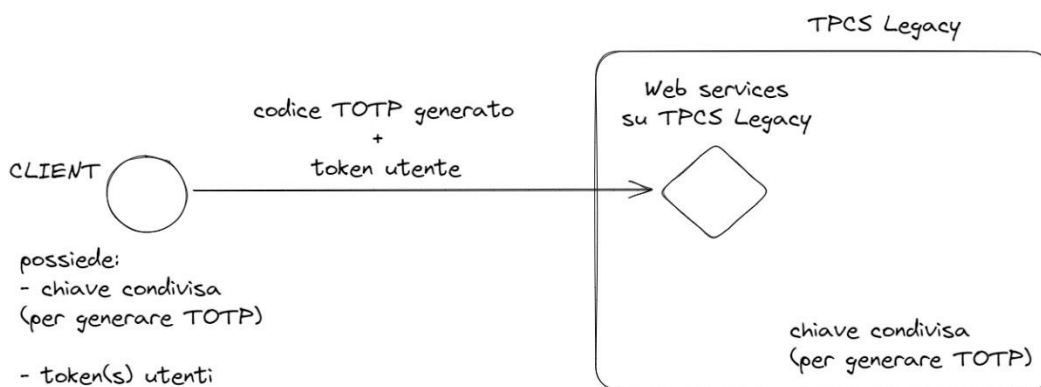 TPCS Legacy
Web services
su TPCS Legacy
codice TOTP generato
+
token utente
CLIENT
possiede:
- chiave condivisa
(per generare TOTP)
- token(s) utenti
chiave condivisa
(per generare TOTP)